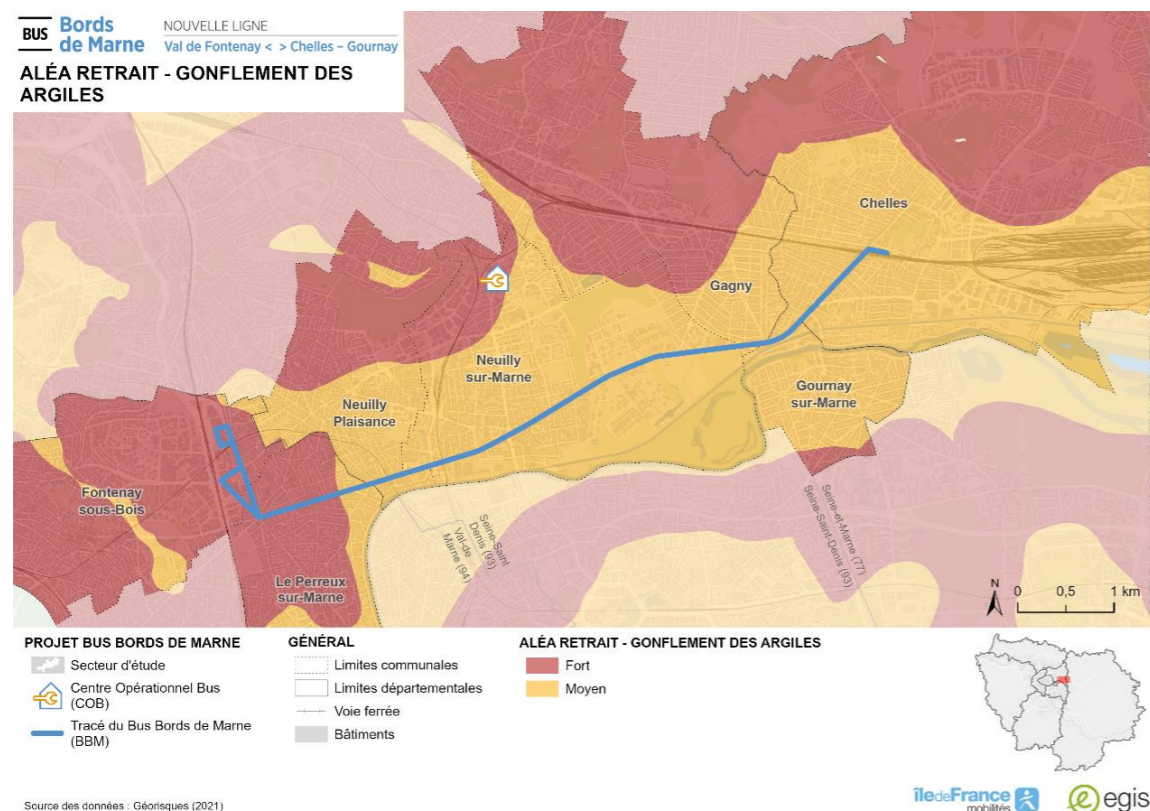 BUS Bords
de Marne
NOUVELLE LIGNE
Val de Fontenay < > Chelles – Gournay
ALÉA RETRAIT - GONFLEMENT DES
ARGILES
Chelles
Gagny
Neuilly
sur-Marne
Gournay
sur-Marne
Neuilly
Plaisance
Fontenay
sous-Bois
Le Perreux
sur-Marne
Seine-Saint
Denis (93)
Val-de
Marne (94)
Seine-et-Marne (77)
Seine-Saint-Denis (93)
N
0 0,5 1 km
PROJET BUS BORDS DE MARNE
Secteur d'étude
Centre Opérationnel Bus
(COB)
Tracé du Bus Bords de Marne
(BBM)
GÉNÉRAL
Limites communales
Limites départementales
Voie ferrée
Bâtiments
ALÉA RETRAIT - GONFLEMENT DES ARGILES
Fort
Moyen
Source des données : Géorisques (2021)
îledeFrance
mobilités
egis